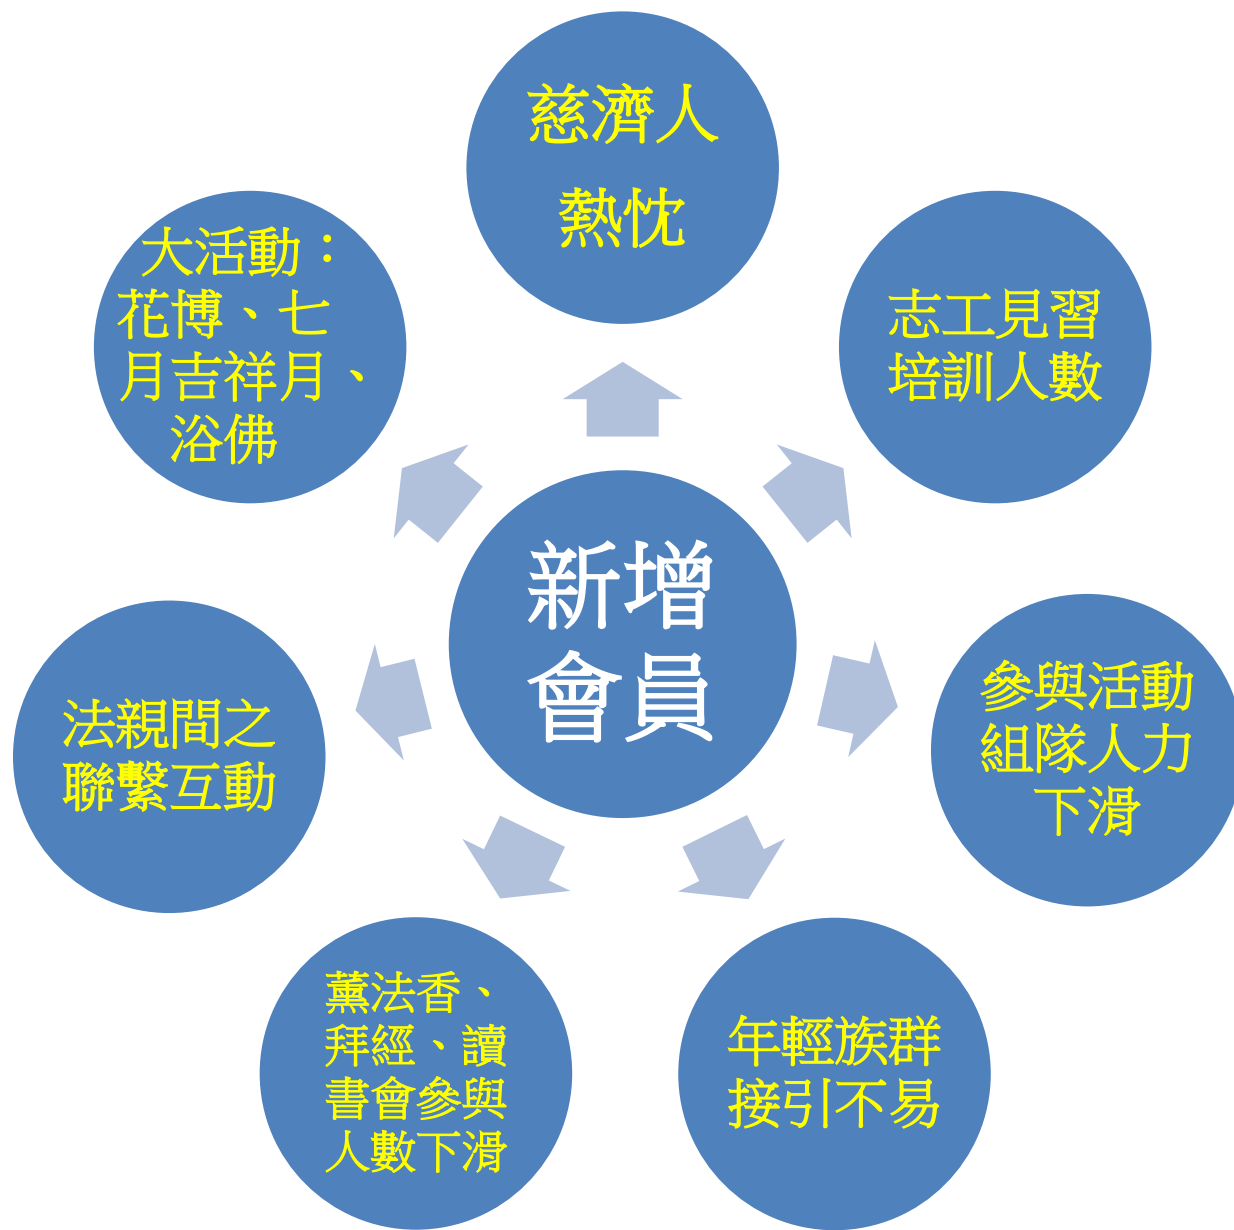 慈濟人
熱忱
大活動：
花博、七
月吉祥月、
浴佛
志工見習
培訓人數
新增
會員
參與活動
組隊人力
下滑
法親間之
聯繫互動
薰法香、
拜經、讀
書會參與
人數下滑
年輕族群
接引不易